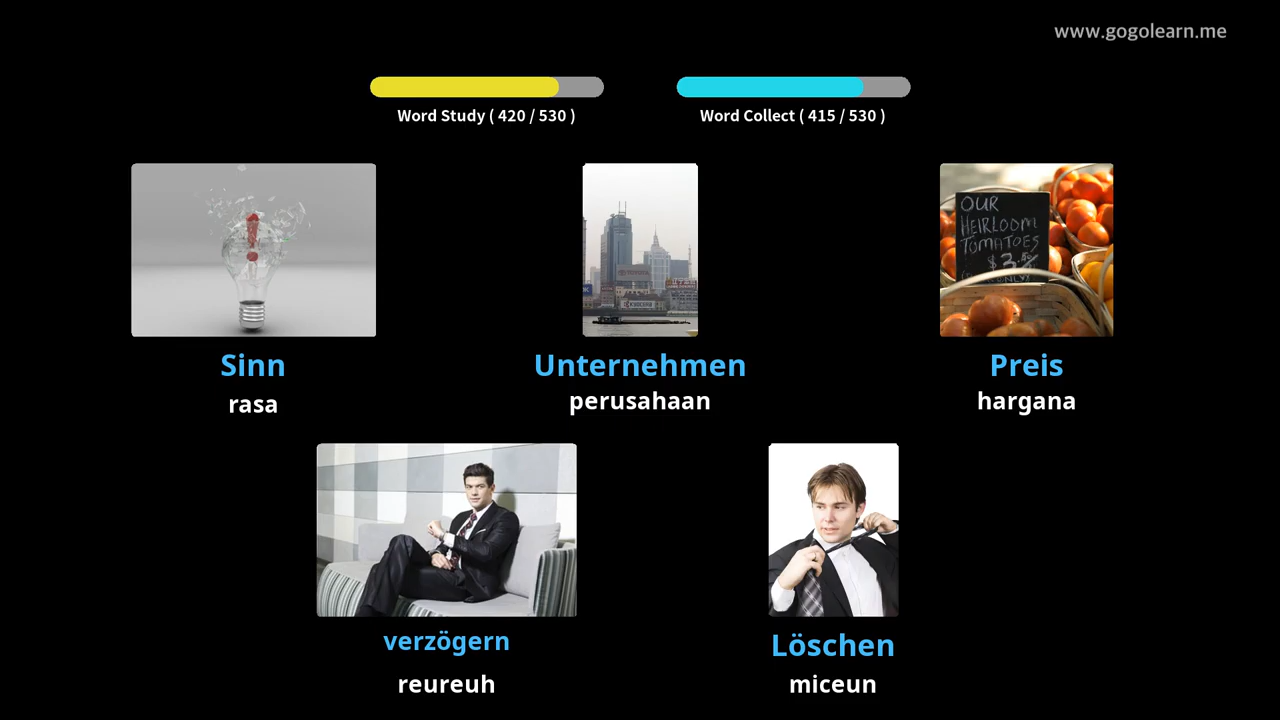 www.gogolearn.me
Word Study ( 420 / 530 )
Word Collect ( 415 / 530 )
OUR
HEIRLOOM
TOMATOES
TOYOTA
Sinn
Unternehmen
Preis
rasa
perusahaan
hargana
verzögern
Löschen
reureuh
miceun